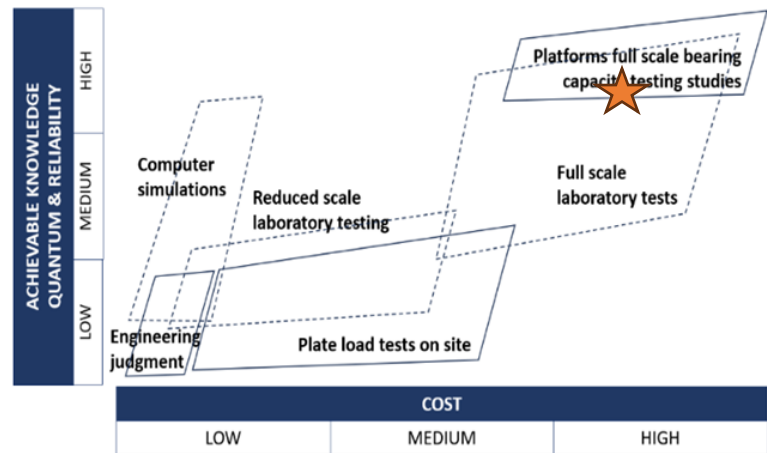 ACHIEVABLE KNOWLEDGE
QUANTUM & RELIABILITY
HIGH
MEDIUM
LOW
Platforms full scale bearing
capacity testing studies
Computer
simulations
Reduced scale
laboratory testing
Full scale
laboratory tests
Engineering
judgment
Plate load tests on site
COST
LOW
MEDIUM
HIGH